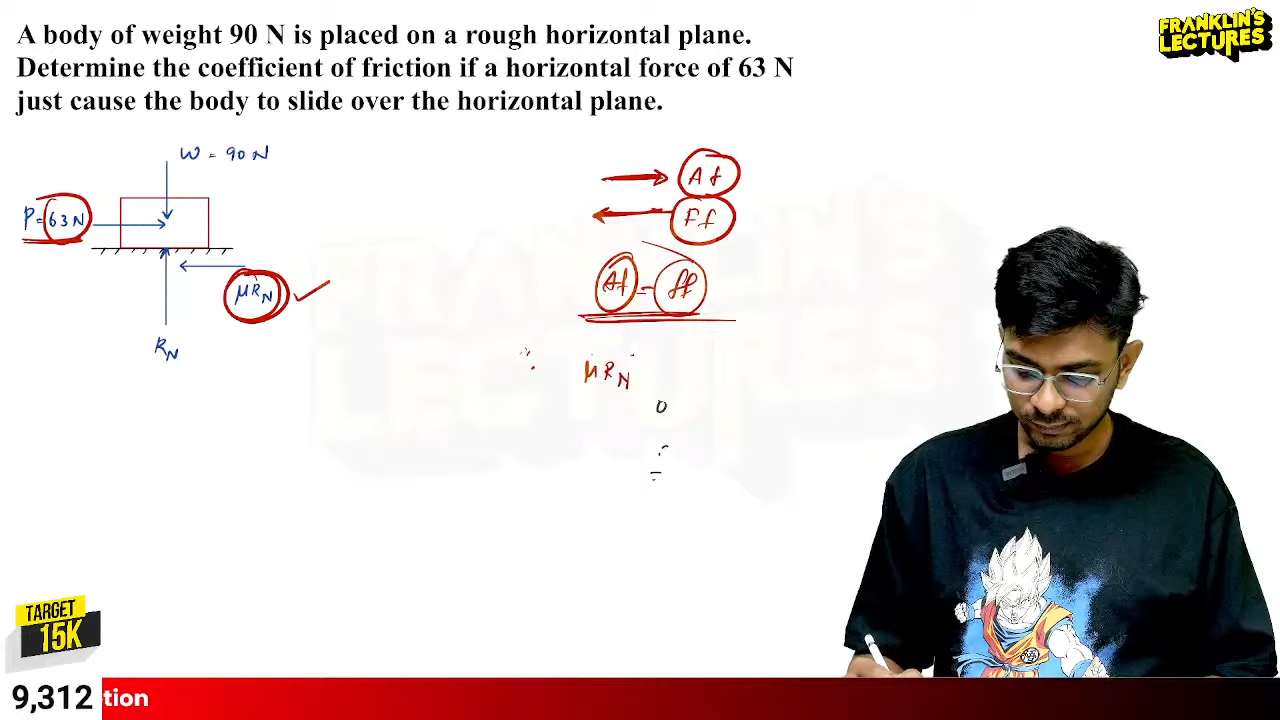 A body of weight 90 N is placed on a rough horizontal plane.
Determine the coefficient of friction if a horizontal force of 63 N
just cause the body to slide over the horizontal plane.
FRANKLIN'S
LECTURES
W = 90 N
P = 63 N
μR_N
R_N
Af
Ff
Af = ff
∴ μR_N
FRANKLIN'S
LECTURES
TARGET
15K
9,312
tion